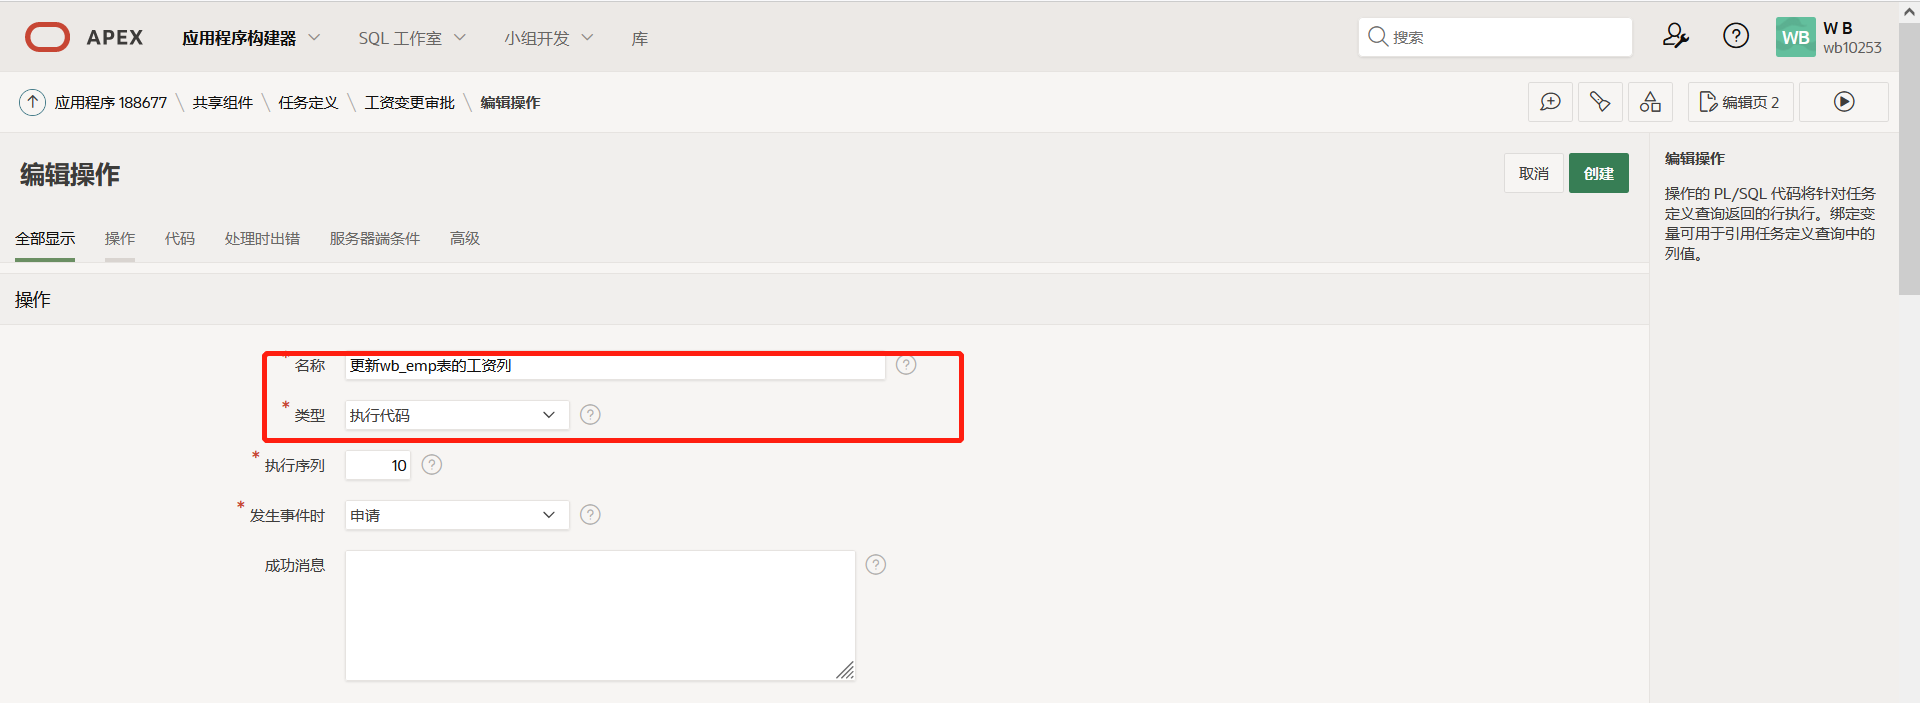 APEX 应用程序构建器 SQL 工作室 小组开发 库 搜索 WB W B
wb10253
应用程序 188677 \ 共享组件 \ 任务定义 \ 工资变更审批 \ 编辑操作 编辑页 2
编辑操作 取消 创建
全部显示 操作 代码 处理时出错 服务器端条件 高级
操作
* 名称 更新wb_emp表的工资列 ?
* 类型 执行代码 ?
* 执行序列 10 ?
* 发生事件时 申请 ?
成功消息 ?
编辑操作
操作的 PL/SQL 代码将针对任务
定义查询返回的行执行。绑定变
量可用于引用任务定义查询中的
列值。